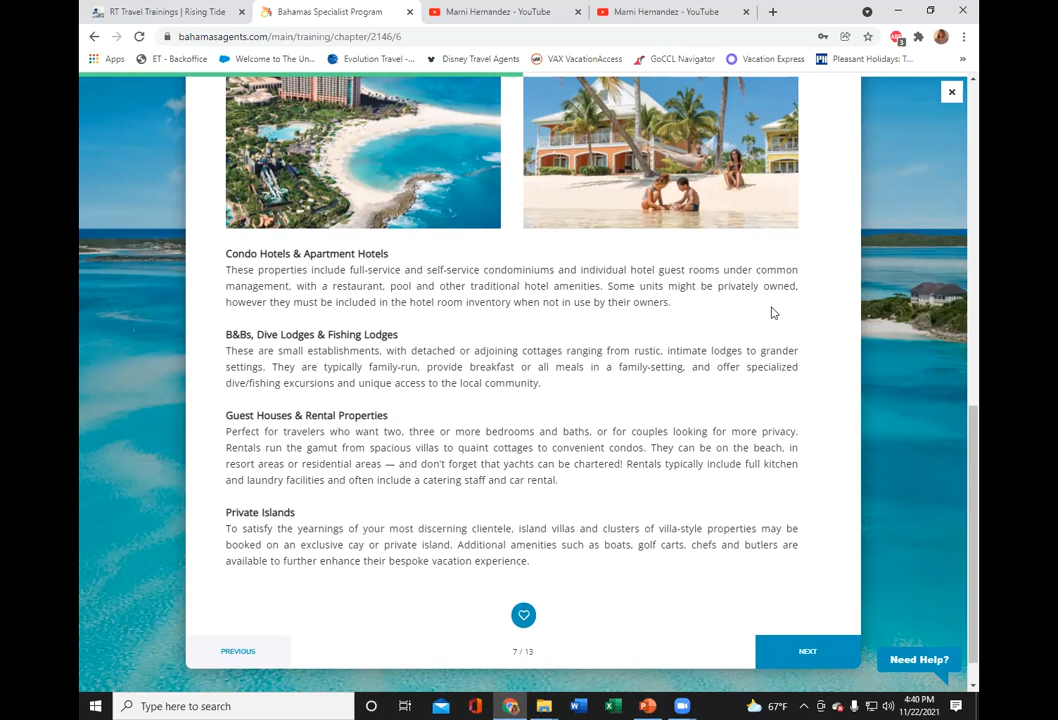 RT Travel Trainings | Rising Tide
Bahamas Specialist Program
Marni Hernandez - YouTube
Marni Hernandez - YouTube
bahamasagents.com/main/training/chapter/2146/6
Apps
ET - Backoffice
Welcome to The Un...
Evolution Travel -...
Disney Travel Agents
VAX VacationAccess
GoCCL Navigator
Vacation Express
Pleasant Holidays: T...
Condo Hotels & Apartment Hotels
These properties include full-service and self-service condominiums and individual hotel guest rooms under common
management, with a restaurant, pool and other traditional hotel amenities. Some units might be privately owned,
however they must be included in the hotel room inventory when not in use by their owners.
B&Bs, Dive Lodges & Fishing Lodges
These are small establishments, with detached or adjoining cottages ranging from rustic, intimate lodges to grander
settings. They are typically family-run, provide breakfast or all meals in a family-setting, and offer specialized
dive/fishing excursions and unique access to the local community.
Guest Houses & Rental Properties
Perfect for travelers who want two, three or more bedrooms and baths, or for couples looking for more privacy.
Rentals run the gamut from spacious villas to quaint cottages to convenient condos. They can be on the beach, in
resort areas or residential areas — and don't forget that yachts can be chartered! Rentals typically include full kitchen
and laundry facilities and often include a catering staff and car rental.
Private Islands
To satisfy the yearnings of your most discerning clientele, island villas and clusters of villa-style properties may be
booked on an exclusive cay or private island. Additional amenities such as boats, golf carts, chefs and butlers are
available to further enhance their bespoke vacation experience.
PREVIOUS
7 / 13
NEXT
Need Help?
Type here to search
67°F
4:40 PM
11/22/2021